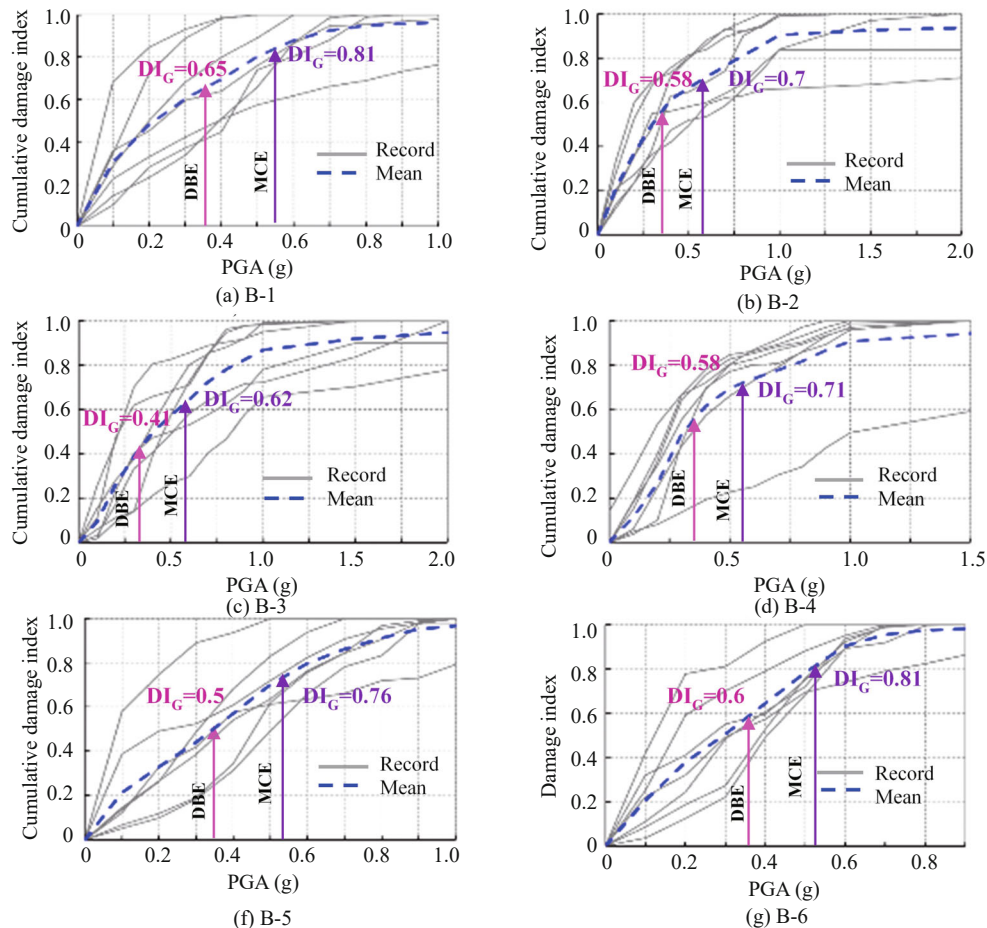 1.0
0.8
0.6
0.4
0.2
0
Cumulative damage index
DI_G=0.65
DI_G=0.81
DBE
MCE
Record
Mean
0 0.2 0.4 0.6 0.8 1.0
PGA (g)
(a) B-1
1.0
0.8
0.6
0.4
0.2
0
Cumulative damage index
DI_G=0.58
DI_G=0.7
DBE
MCE
Record
Mean
0 0.5 1.0 1.5 2.0
PGA (g)
(b) B-2
1.0
0.8
0.6
0.4
0.2
0
Cumulative damage index
DI_G=0.41
DI_G=0.62
DBE
MCE
Record
Mean
0 0.5 1.0 1.5 2.0
PGA (g)
(c) B-3
1.0
0.8
0.6
0.4
0.2
0
Cumulative damage index
DI_G=0.58
DI_G=0.71
DBE
MCE
Record
Mean
0 0.5 1.0 1.5
PGA (g)
(d) B-4
1.0
0.8
0.6
0.4
0.2
0
Cumulative damage index
DI_G=0.5
DI_G=0.76
DBE
MCE
Record
Mean
0 0.2 0.4 0.6 0.8 1.0
PGA (g)
(f) B-5
1.0
0.8
0.6
0.4
0.2
0
Damage index
DI_G=0.6
DI_G=0.81
DBE
MCE
Record
Mean
0 0.2 0.4 0.6 0.8
PGA (g)
(g) B-6